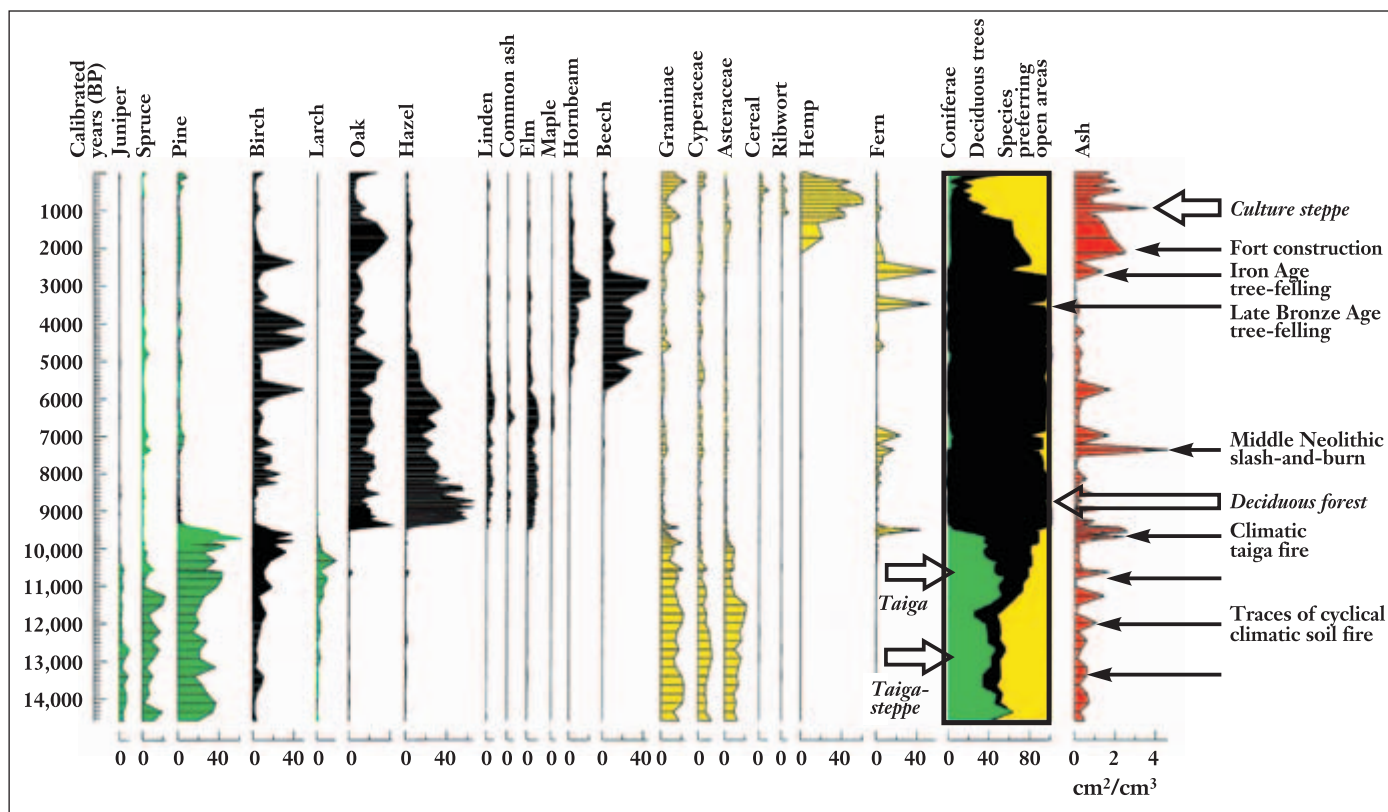 Calibrated
years (BP)
Juniper
Spruce
Pine
Birch
Larch
Oak
Hazel
Linden
Common ash
Elm
Maple
Hornbeam
Beech
Graminae
Cyperaceae
Asteraceae
Cereal
Ribwort
Hemp
Fern
Coniferae
Deciduous trees
Species
preferring
open areas
Ash
1000
2000
3000
4000
5000
6000
7000
8000
9000
10,000
11,000
12,000
13,000
14,000
Culture steppe
Fort construction
Iron Age
tree-felling
Late Bronze Age
tree-felling
Middle Neolithic
slash-and-burn
Deciduous forest
Climatic
taiga fire
Taiga
Traces of cyclical
climatic soil fire
Taiga-
steppe
0 0 0 0 40 0 0 40 0 0 0 0 0 0 0 40 0 0 0 0 0 0 0 40 0 40 80 0 2 4
cm²/cm³